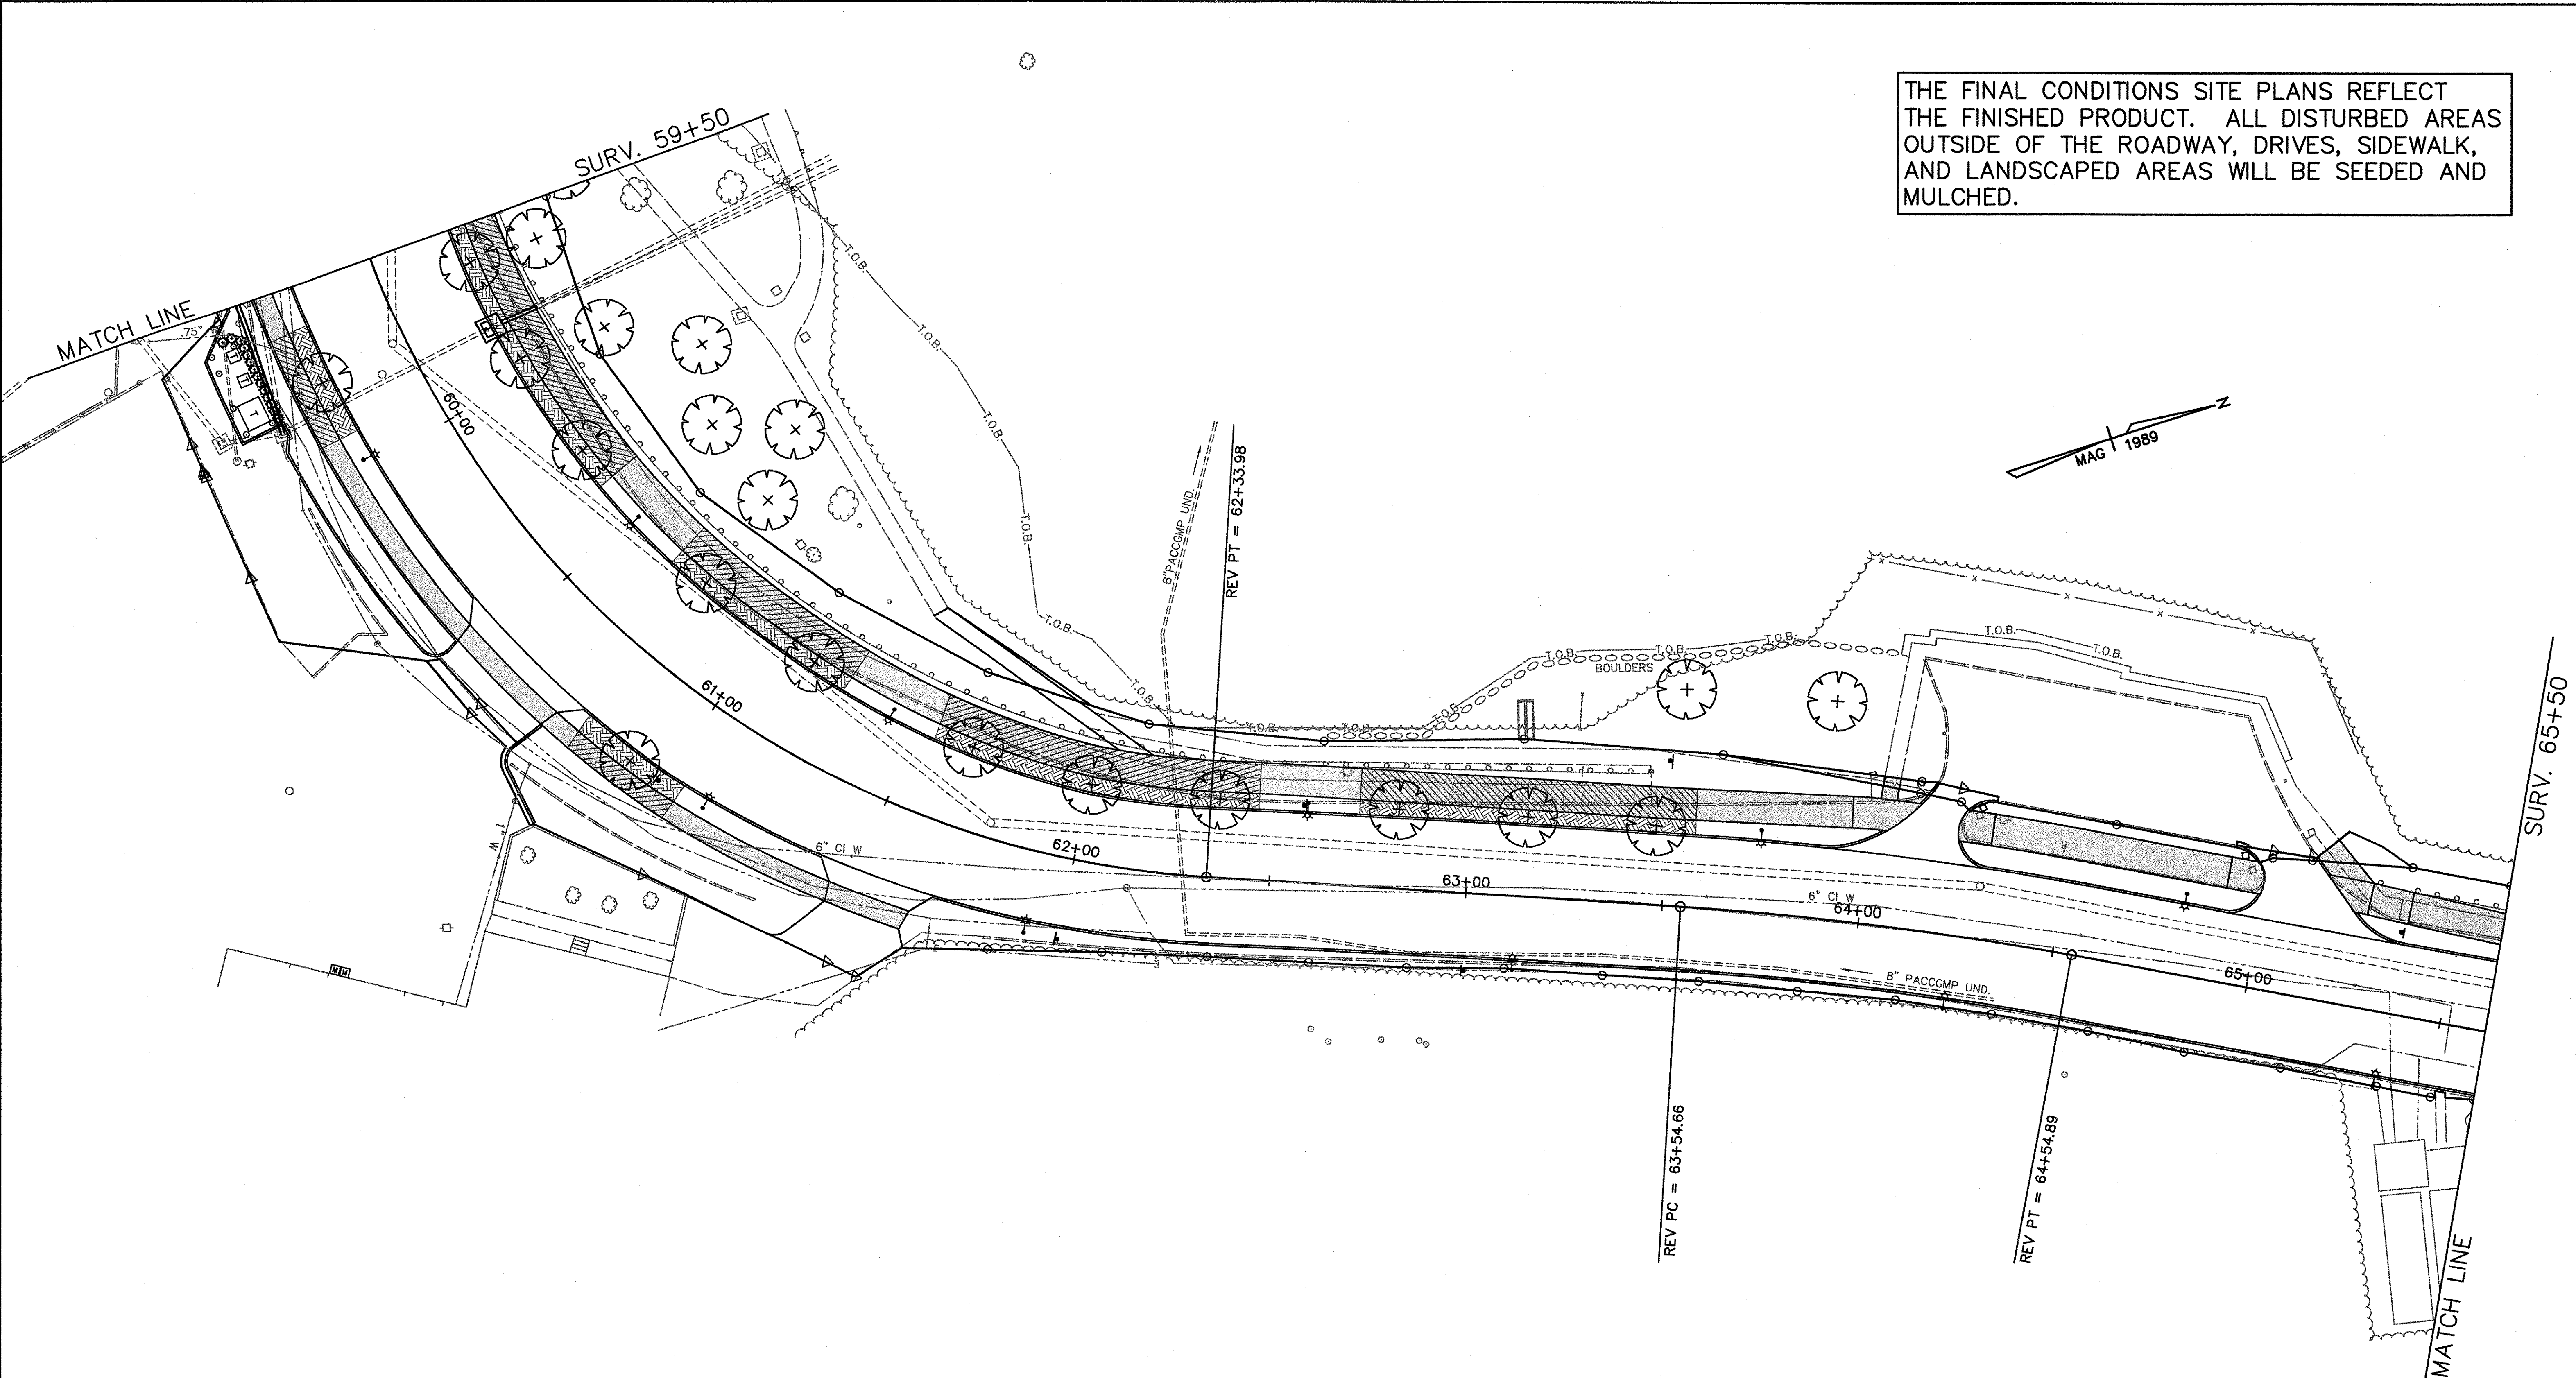 THE FINAL CONDITIONS SITE PLANS REFLECT
THE FINISHED PRODUCT. ALL DISTURBED AREAS
OUTSIDE OF THE ROADWAY, DRIVES, SIDEWALK,
AND LANDSCAPED AREAS WILL BE SEEDED AND
MULCHED.
SURV. 59+50
MATCH LINE
.75" W
T
T
T
60+00
T.O.B.
T.O.B.
T.O.B.
T.O.B.
T.O.B.
T.O.B.
8"PACCGMP UND.
REV PT = 62+33.98
N
MAG 1989
T.O.B.
T.O.B.
T.O.B.
T.O.B.
T.O.B.
T.O.B.
BOULDERS
T.O.B.
T.O.B.
x
x
x
x
x
61+00
62+00
6" CI W
63+00
6" CI W
64+00
65+00
1" W
M M
8" PACCGMP UND.
REV PC = 63+54.66
REV PT = 64+54.89
SURV. 65+50
MATCH LINE